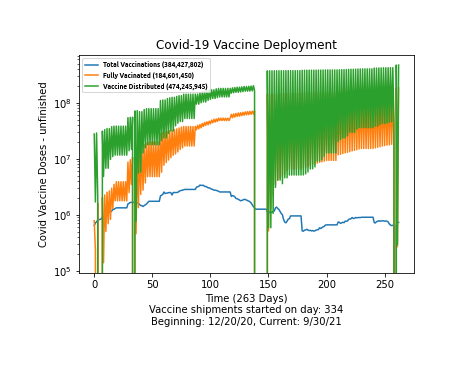 Covid-19 Vaccine Deployment
Total Vaccinations (384,427,802)
Fully Vacinated (184,601,450)
Vaccine Distributed (474,245,945)
Covid Vaccine Doses - unfinished
10⁸
10⁷
10⁶
10⁵
0 50 100 150 200 250
Time (263 Days)
Vaccine shipments started on day: 334
Beginning: 12/20/20, Current: 9/30/21